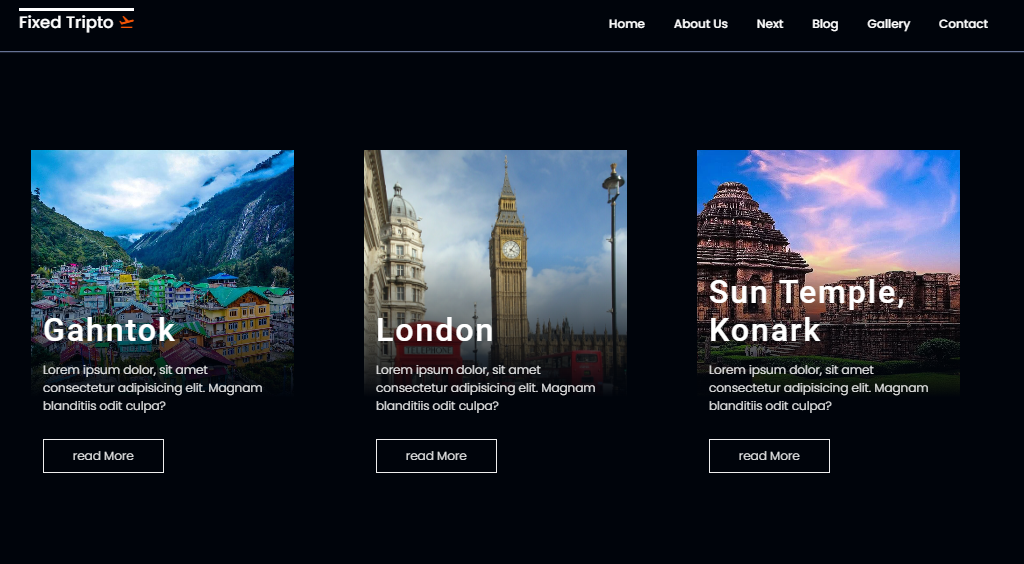 Fixed Tripto
Home About Us Next Blog Gallery Contact
Gahntok
Lorem ipsum dolor, sit amet
consectetur adipisicing elit. Magnam
blanditiis odit culpa?
read More
TELEPHONE
London
Lorem ipsum dolor, sit amet
consectetur adipisicing elit. Magnam
blanditiis odit culpa?
read More
Sun Temple,
Konark
Lorem ipsum dolor, sit amet
consectetur adipisicing elit. Magnam
blanditiis odit culpa?
read More